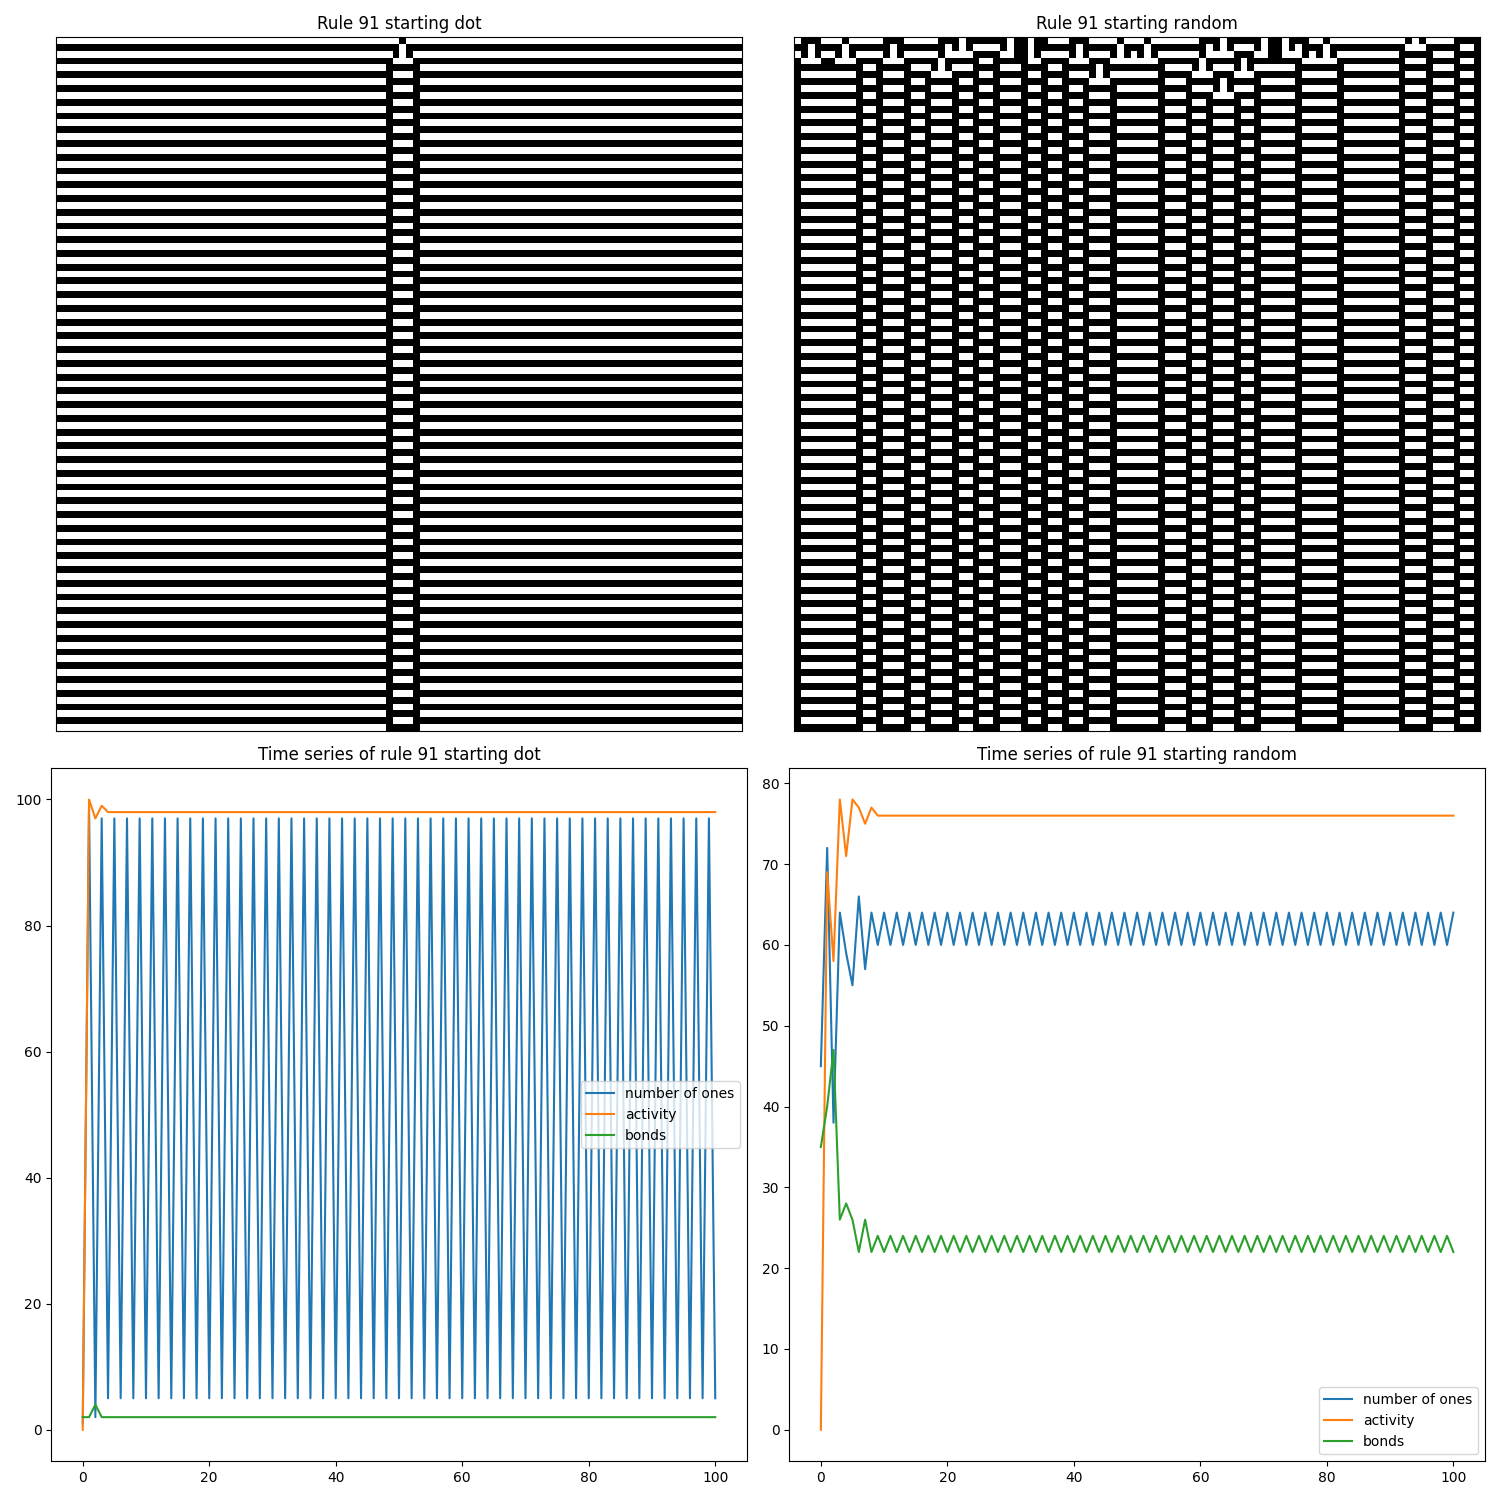 Rule 91 starting dot
Rule 91 starting random
Time series of rule 91 starting dot
100
80
60
40
20
0
0 20 40 60 80 100
number of ones
activity
bonds
Time series of rule 91 starting random
80
70
60
50
40
30
20
10
0
0 20 40 60 80 100
number of ones
activity
bonds